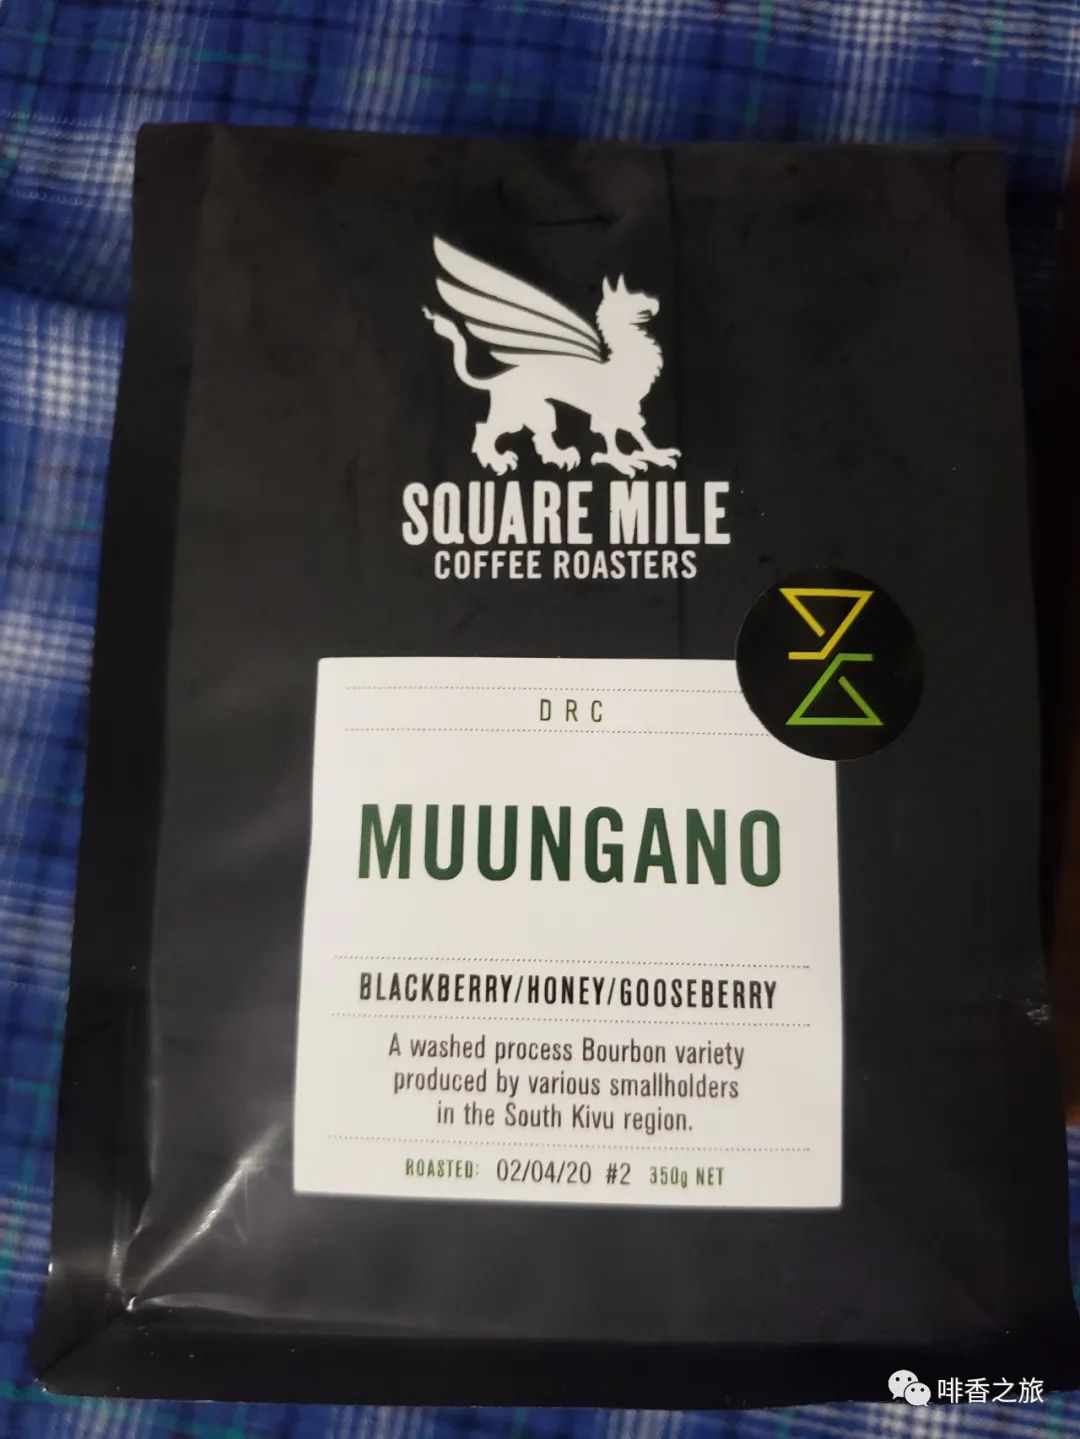 SQUARE MILE
COFFEE ROASTERS
DRC
MUUNGANO
BLACKBERRY/HONEY/GOOSEBERRY
A washed process Bourbon variety
produced by various smallholders
in the South Kivu region.
ROASTED: 02/04/20 #2 350g NET
啡香之旅